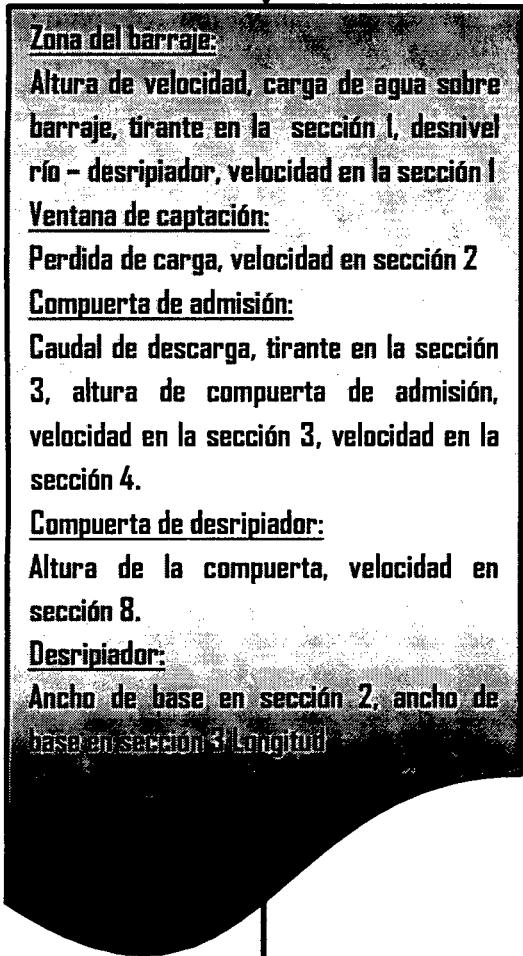 Zona del barraje:
Altura de velocidad, carga de agua sobre
barraje, tirante en la sección 1, desnivel
río – desripiador, velocidad en la sección 1
Ventana de captación:
Perdida de carga, velocidad en sección 2
Compuerta de admisión:
Caudal de descarga, tirante en la sección
3, altura de compuerta de admisión,
velocidad en la sección 3, velocidad en la
sección 4.
Compuerta de desripiador:
Altura de la compuerta, velocidad en
sección 8.
Desripiador:
Ancho de base en sección 2, ancho de
base en sección 3 Longitud